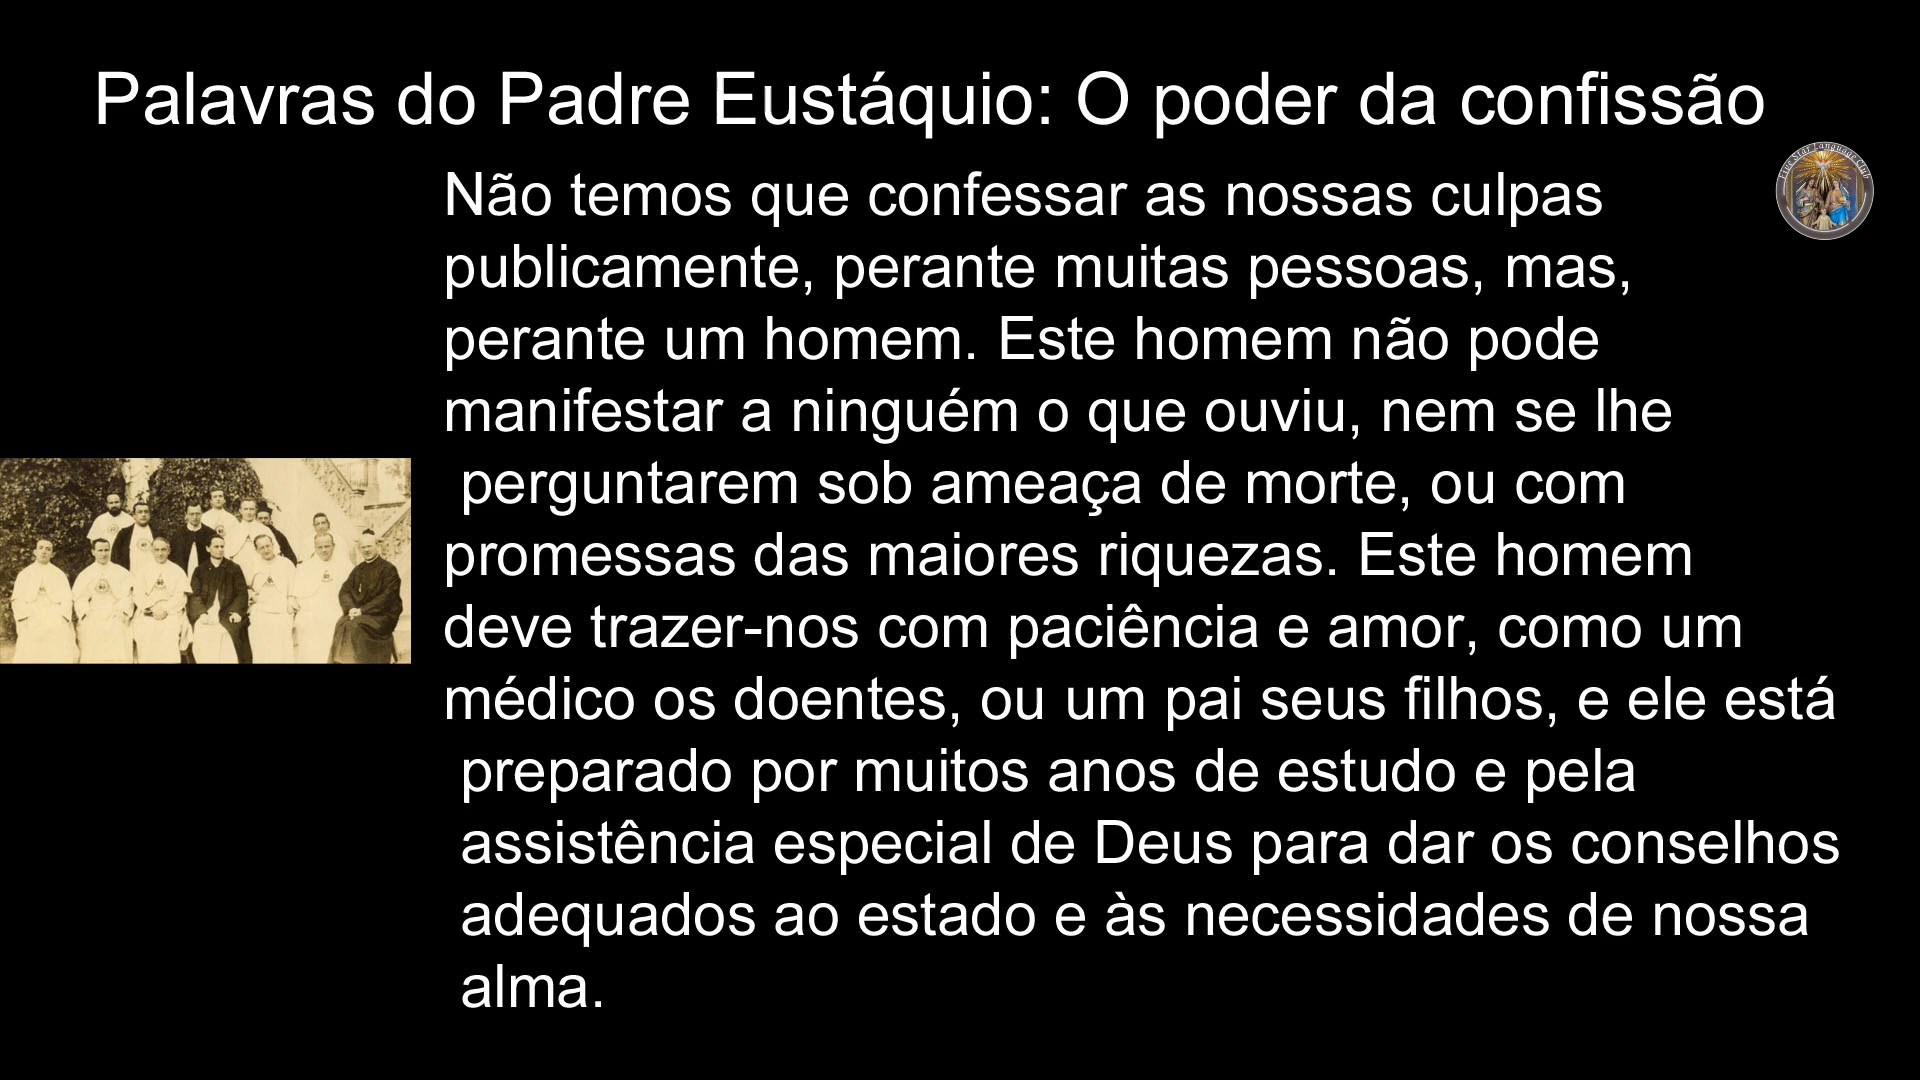 Palavras do Padre Eustáquio: O poder da confissão
Five Star Language Club
Não temos que confessar as nossas culpas
publicamente, perante muitas pessoas, mas,
perante um homem. Este homem não pode
manifestar a ninguém o que ouviu, nem se lhe
perguntarem sob ameaça de morte, ou com
promessas das maiores riquezas. Este homem
deve trazer-nos com paciência e amor, como um
médico os doentes, ou um pai seus filhos, e ele está
preparado por muitos anos de estudo e pela
assistência especial de Deus para dar os conselhos
adequados ao estado e às necessidades de nossa
alma.